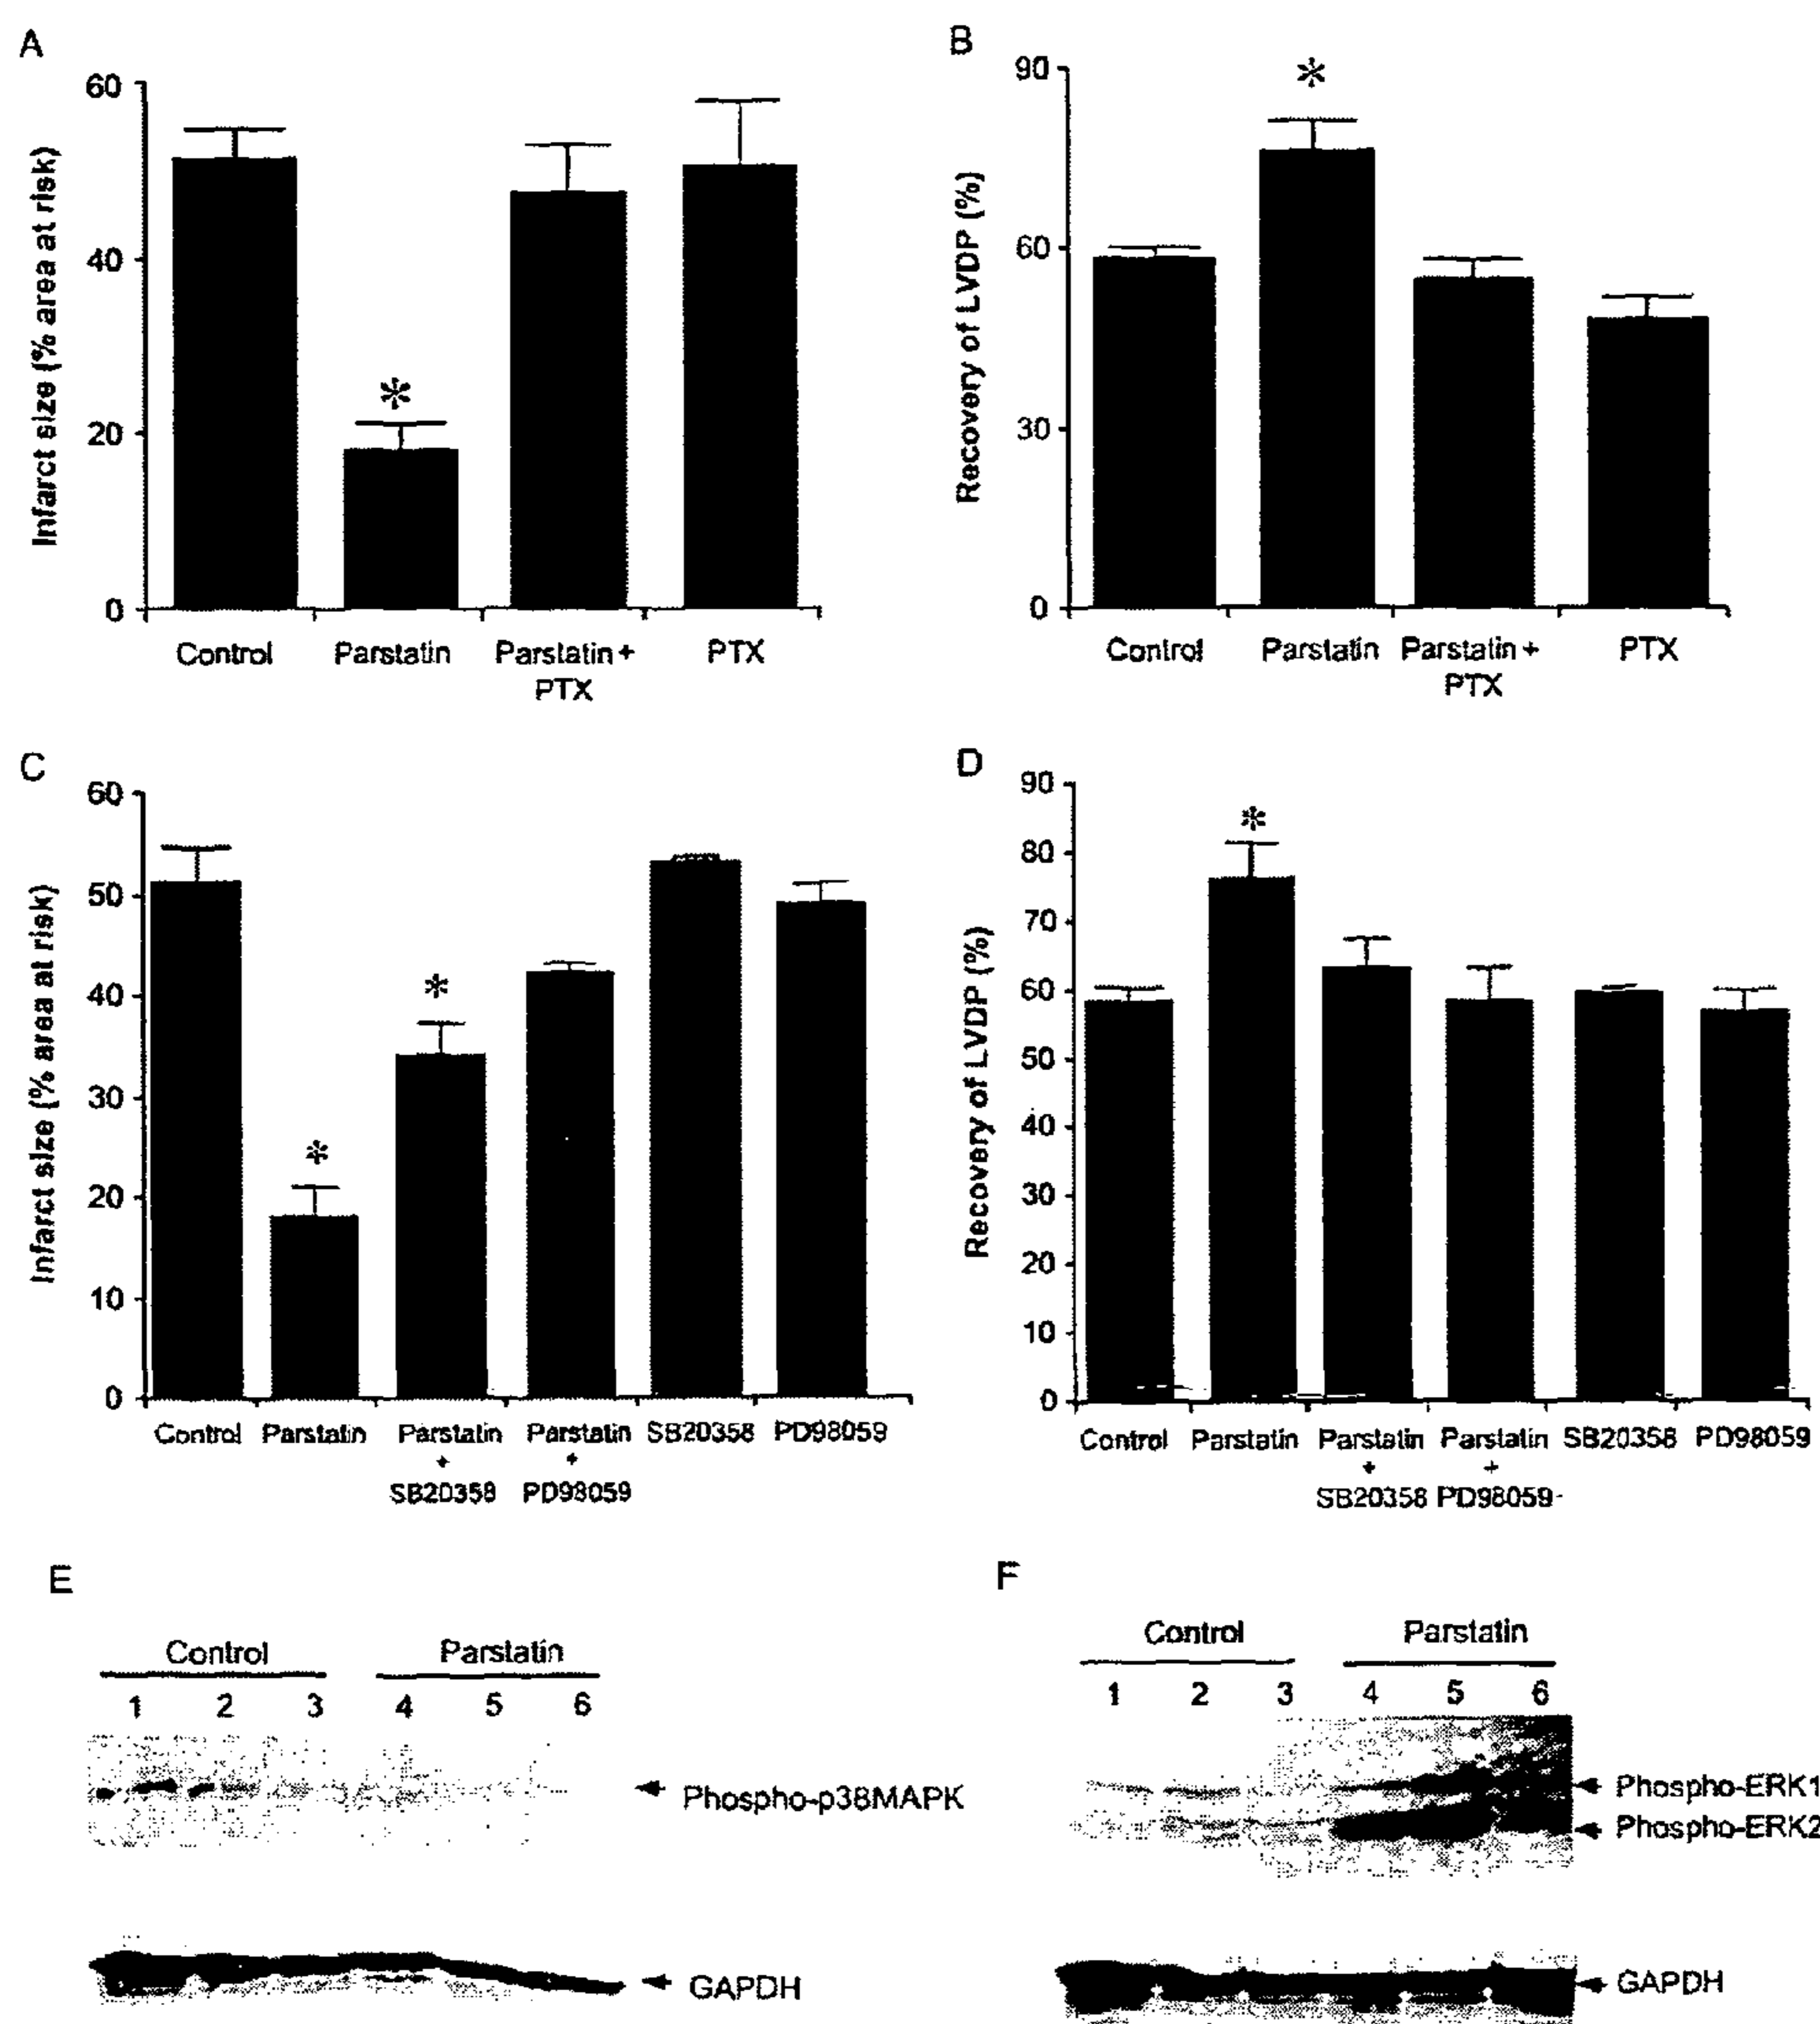 A
Infarct size (% area at risk)
60
40
20
0
*
Control
Parstatin
Parstatin +
PTX
PTX
B
Recovery of LVDP (%)
90
60
30
0
*
Control
Parstatin
Parstatin +
PTX
PTX
C
Infarct size (% area at risk)
60
50
40
30
20
10
0
*
*
Control
Parstatin
Parstatin
+
SB20358
Parstatin
+
PD98059
SB20358
PD98059
D
Recovery of LVDP (%)
90
80
70
60
50
40
30
20
10
0
*
Control
Parstatin
Parstatin
+
SB20358
Parstatin
+
PD98059
SB20358
PD98059
E
Control
Parstatin
1 2 3 4 5 6
Phospho-p38MAPK
GAPDH
F
Control
Parstatin
1 2 3 4 5 6
Phospho-ERK1
Phospho-ERK2
GAPDH